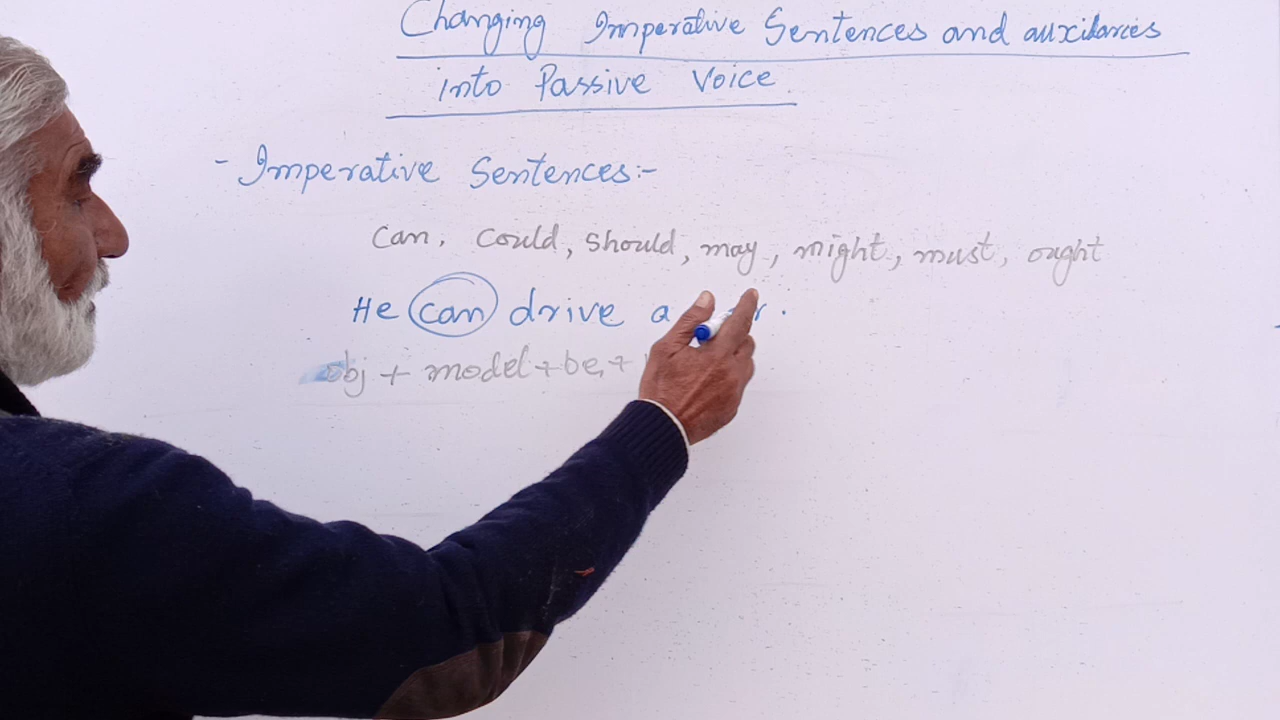 Changing Imperative Sentences and auxilaries
into Passive Voice
- Imperative Sentences:-
can, could, should, may, might, must, ought
He can drive a
obj + model + be, +